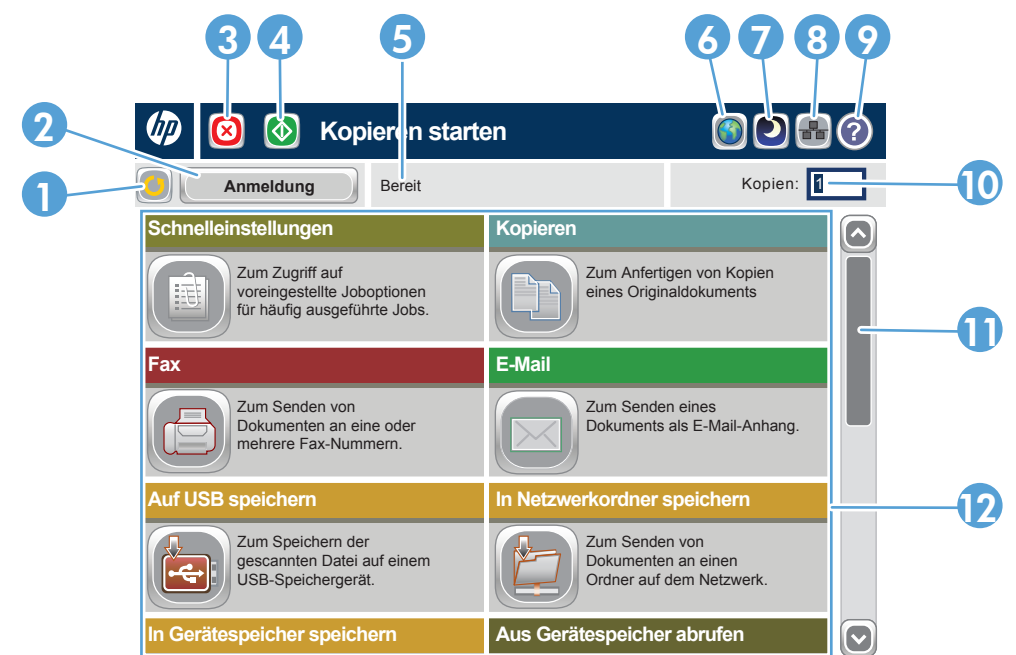 3 4 5 6 7 8 9
2 hp Kopieren starten ?
1 Anmeldung Bereit Kopien: 1 10
Schnelleinstellungen
Zum Zugriff auf
voreingestellte Joboptionen
für häufig ausgeführte Jobs.
Kopieren
Zum Anfertigen von Kopien
eines Originaldokuments
11
Fax
Zum Senden von
Dokumenten an eine oder
mehrere Fax-Nummern.
E-Mail
Zum Senden eines
Dokuments als E-Mail-Anhang.
Auf USB speichern
Zum Speichern der
gescannten Datei auf einem
USB-Speichergerät.
In Netzwerkordner speichern
Zum Senden von
Dokumenten an einen
Ordner auf dem Netzwerk.
12
In Gerätespeicher speichern
Aus Gerätespeicher abrufen